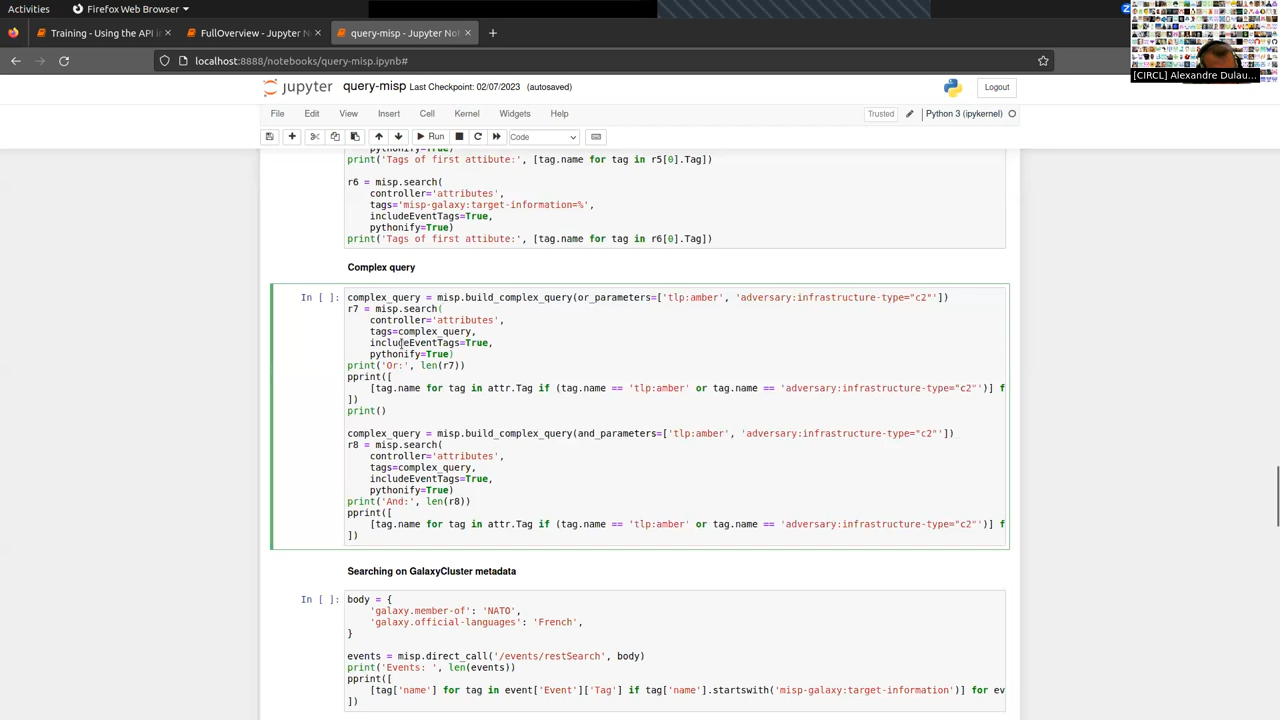 Activities
Firefox Web Browser
Training - Using the API in
FullOverview - Jupyter N
query-misp - Jupyter
localhost:8888/notebooks/query-misp.ipynb#
[CIRCL] Alexandre Dulau...
jupyter query-misp Last Checkpoint: 02/07/2023 (autosaved)
Logout
File Edit View Insert Cell Kernel Widgets Help
Trusted
Python 3 (ipykernel)
Run
Code
pythonify=True)
print('Tags of first attibute:', [tag.name for tag in r5[0].Tag])
r6 = misp.search(
controller='attributes',
tags='misp-galaxy:target-information=%',
includeEventTags=True,
pythonify=True)
print('Tags of first attibute:', [tag.name for tag in r6[0].Tag])
Complex query
In [ ]:
complex_query = misp.build_complex_query(or_parameters=['tlp:amber', 'adversary:infrastructure-type="c2"'])
r7 = misp.search(
controller='attributes',
tags=complex_query,
includeEventTags=True,
pythonify=True)
print('Or:', len(r7))
pprint([
[tag.name for tag in attr.Tag if (tag.name == 'tlp:amber' or tag.name == 'adversary:infrastructure-type="c2"')] f
])
print()
complex_query = misp.build_complex_query(and_parameters=['tlp:amber', 'adversary:infrastructure-type="c2"'])
r8 = misp.search(
controller='attributes',
tags=complex_query,
includeEventTags=True,
pythonify=True)
print('And:', len(r8))
pprint([
[tag.name for tag in attr.Tag if (tag.name == 'tlp:amber' or tag.name == 'adversary:infrastructure-type="c2"')] f
])
Searching on GalaxyCluster metadata
In [ ]:
body = {
'galaxy.member-of': 'NATO',
'galaxy.official-languages': 'French',
}
events = misp.direct_call('/events/restSearch', body)
print('Events: ', len(events))
pprint([
[tag['name'] for tag in event['Event']['Tag'] if tag['name'].startswith('misp-galaxy:target-information')] for ev
])